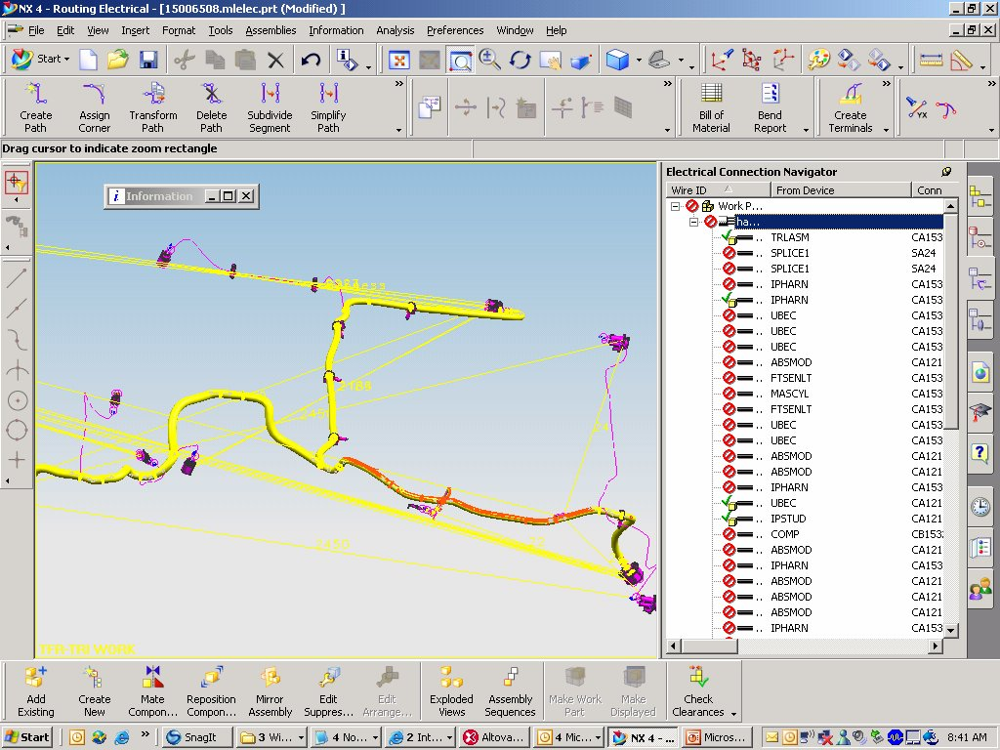 NX 4 - Routing Electrical - [15006508.mlelec.prt (Modified) ]
File Edit View Insert Format Tools Assemblies Information Analysis Preferences Window Help
Start
Create Path
Assign Corner
Transform Path
Delete Path
Subdivide Segment
Simplify Path
Bill of Material
Bend Report
Create Terminals
Drag cursor to indicate zoom rectangle
Information
2184
2450
22
TFR-TRI WORK
Electrical Connection Navigator
Wire ID From Device Conn
Work P...
ha...
.. TRLASM CA153
.. SPLICE1 SA24
.. SPLICE1 SA24
.. IPHARN CA153
.. IPHARN CA153
.. UBEC CA153
.. UBEC CA153
.. UBEC CA153
.. ABSMOD CA121
.. FTSENLT CA153
.. MASCYL CA153
.. FTSENLT CA153
.. UBEC CA153
.. UBEC CA153
.. ABSMOD CA121
.. ABSMOD CA121
.. IPHARN CA153
.. UBEC CA121
.. IPSTUD CA121
.. COMP CB153
.. ABSMOD CA121
.. IPHARN CA153
.. ABSMOD CA121
.. ABSMOD CA121
.. ABSMOD CA121
.. IPHARN CA153
Add Existing
Create New
Mate Compon...
Reposition Compon...
Mirror Assembly
Edit Suppres...
Edit Arrange...
Exploded Views
Assembly Sequences
Make Work Part
Make Displayed
Check Clearances
Start
SnagIt
3 Wi...
4 No...
2 Int...
Altova...
4 Mic...
NX 4 - ...
Micros...
8:41 AM